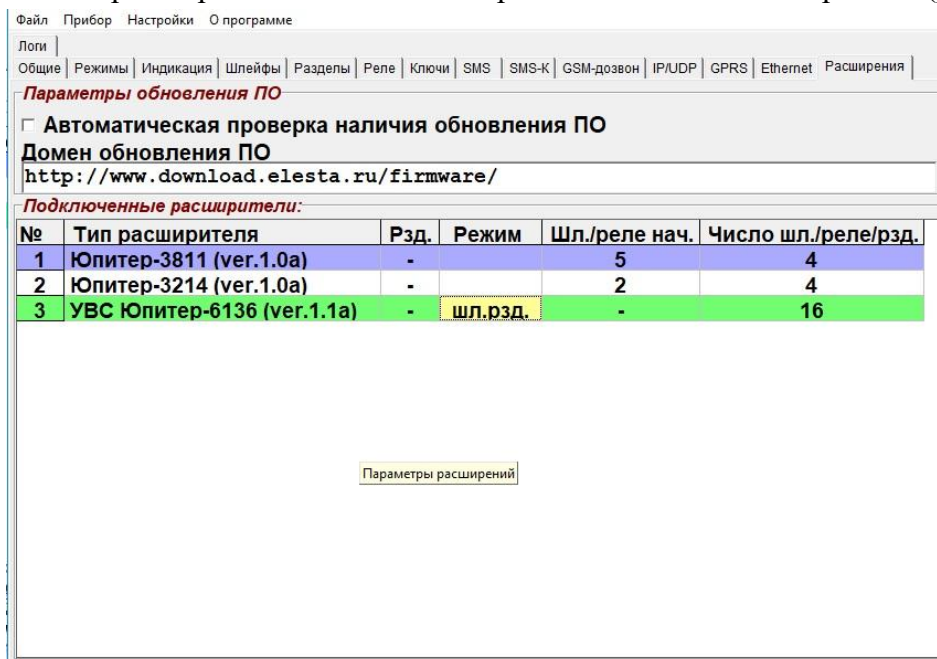 Файл Прибор Настройки О программе
Логи
Общие Режимы Индикация Шлейфы Разделы Реле Ключи SMS SMS-K GSM-дозвон IP/UDP GPRS Ethernet Расширения
Параметры обновления ПО
Автоматическая проверка наличия обновления ПО
Домен обновления ПО
http://www.download.elesta.ru/firmware/
Подключенные расширители:
№ Тип расширителя Рзд. Режим Шл./реле нач. Число шл./реле/рзд.
1 Юпитер-3811 (ver.1.0a) - 5 4
2 Юпитер-3214 (ver.1.0a) - 2 4
3 УВС Юпитер-6136 (ver.1.1a) - шл.рзд. - 16
Параметры расширений